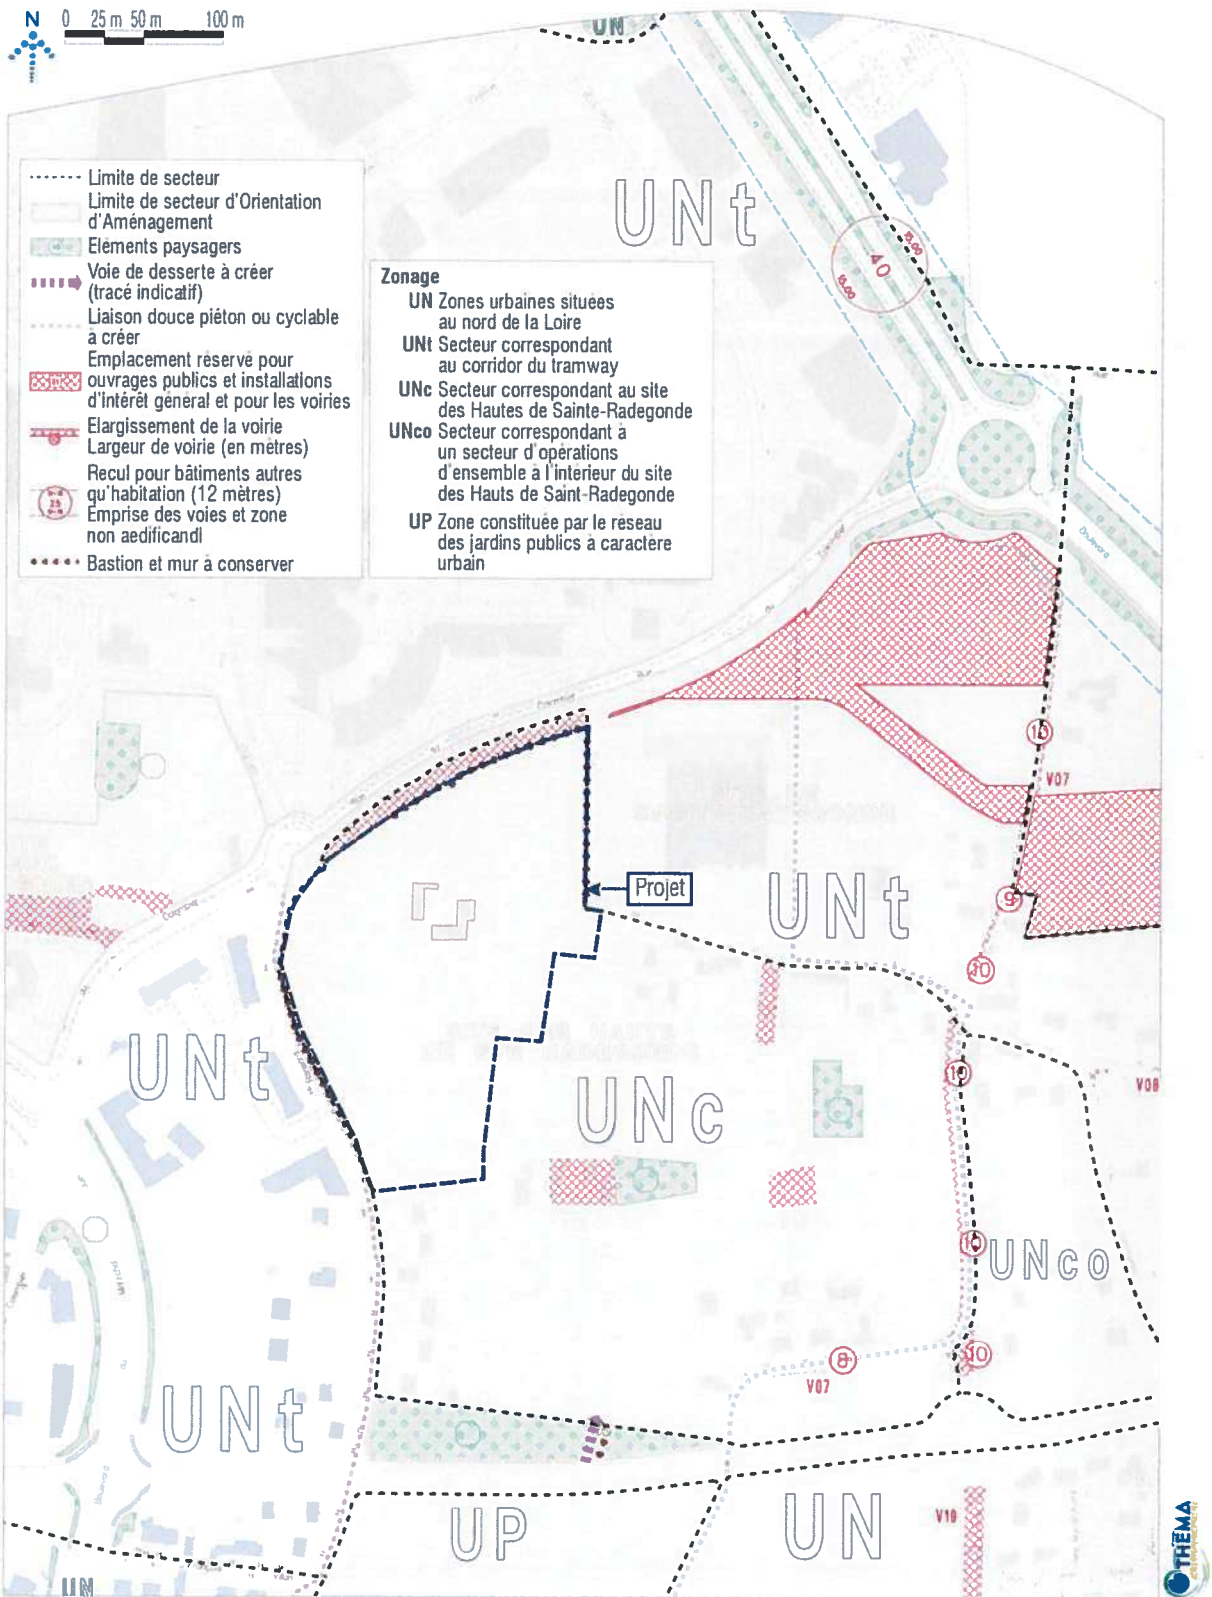 N 0 25 m 50 m 100 m
UN
Limite de secteur
Limite de secteur d'Orientation
d'Aménagement
Eléments paysagers
Voie de desserte à créer
(tracé indicatif)
Liaison douce piéton ou cyclable
à créer
Emplacement réservé pour
ouvrages publics et installations
d'intérêt général et pour les voiries
Elargissement de la voirie
Largeur de voirie (en mètres)
Recul pour bâtiments autres
qu'habitation (12 mètres)
Emprise des voies et zone
non aedificandi
Bastion et mur à conserver
Zonage
UN Zones urbaines situées
au nord de la Loire
UNt Secteur correspondant
au corridor du tramway
UNc Secteur correspondant au site
des Hautes de Sainte-Radegonde
UNco Secteur correspondant à
un secteur d'opérations
d'ensemble à l'intérieur du site
des Hauts de Saint-Radegonde
UP Zone constituée par le réseau
des jardins publics à caractère
urbain
UNt
15.00
40
15.00
Boulevard
10
V07
Projet
UNt
9
10
UNt
UNc
10
V08
10
UNco
10
8
V07
UNt
UP
UN
V19
UN
THEMA